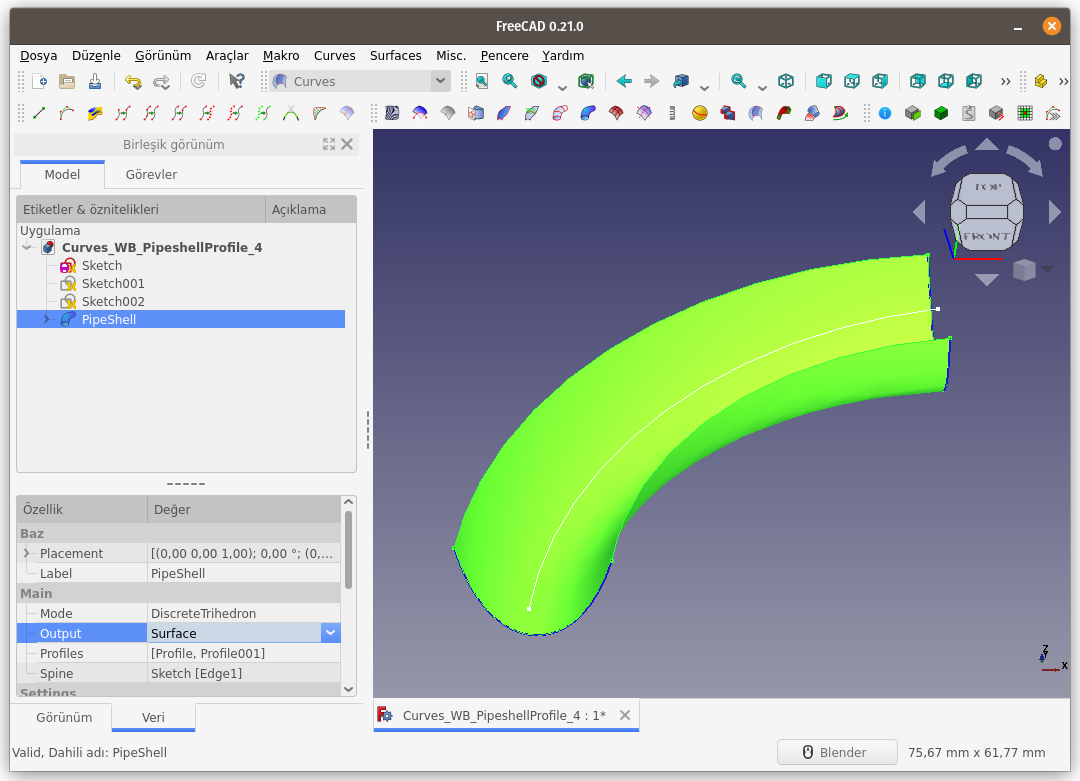 FreeCAD 0.21.0
Dosya Düzenle Görünüm Araçlar Makro Curves Surfaces Misc. Pencere Yardım
Curves
Birleşik görünüm
Model Görevler
Etiketler & öznitelikleri Açıklama
Uygulama
Curves_WB_PipeshellProfile_4
Sketch
Sketch001
Sketch002
PipeShell
Özellik Değer
Baz
Placement [(0,00 0,00 1,00); 0,00 °; (0,...
Label PipeShell
Main
Mode DiscreteTrihedron
Output Surface
Profiles [Profile, Profile001]
Spine Sketch [Edge1]
Settings
Görünüm Veri
TOP
FRONT
Z
Y
X
Curves_WB_PipeshellProfile_4 : 1*
Valid, Dahili adı: PipeShell
Blender 75,67 mm x 61,77 mm